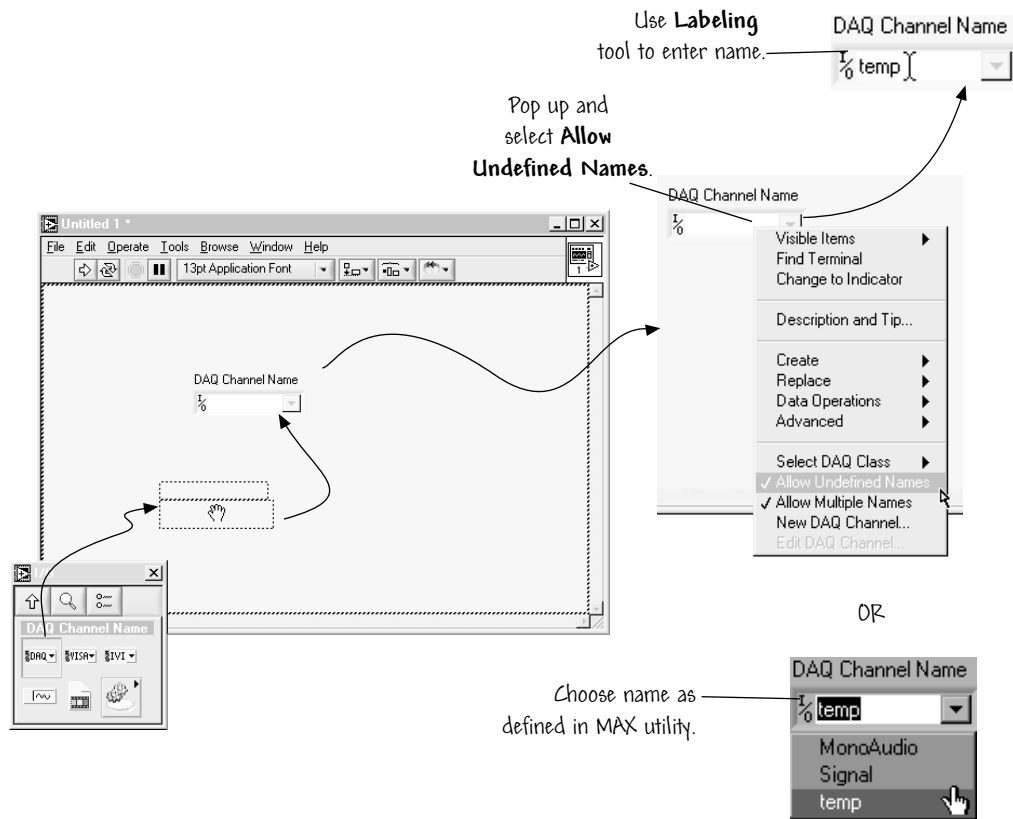 Use Labeling
tool to enter name.
DAQ Channel Name
temp
Pop up and
select Allow
Undefined Names.
DAQ Channel Name
Visible Items
Find Terminal
Change to Indicator
Description and Tip...
Create
Replace
Data Operations
Advanced
Select DAQ Class
✓ Allow Undefined Names
✓ Allow Multiple Names
New DAQ Channel...
Edit DAQ Channel...
Untitled 1 *
File Edit Operate Tools Browse Window Help
13pt Application Font
1
DAQ Channel Name
DAQ Channel Name
DAQ VISA IVI
OR
Choose name as
defined in MAX utility.
DAQ Channel Name
temp
MonoAudio
Signal
temp